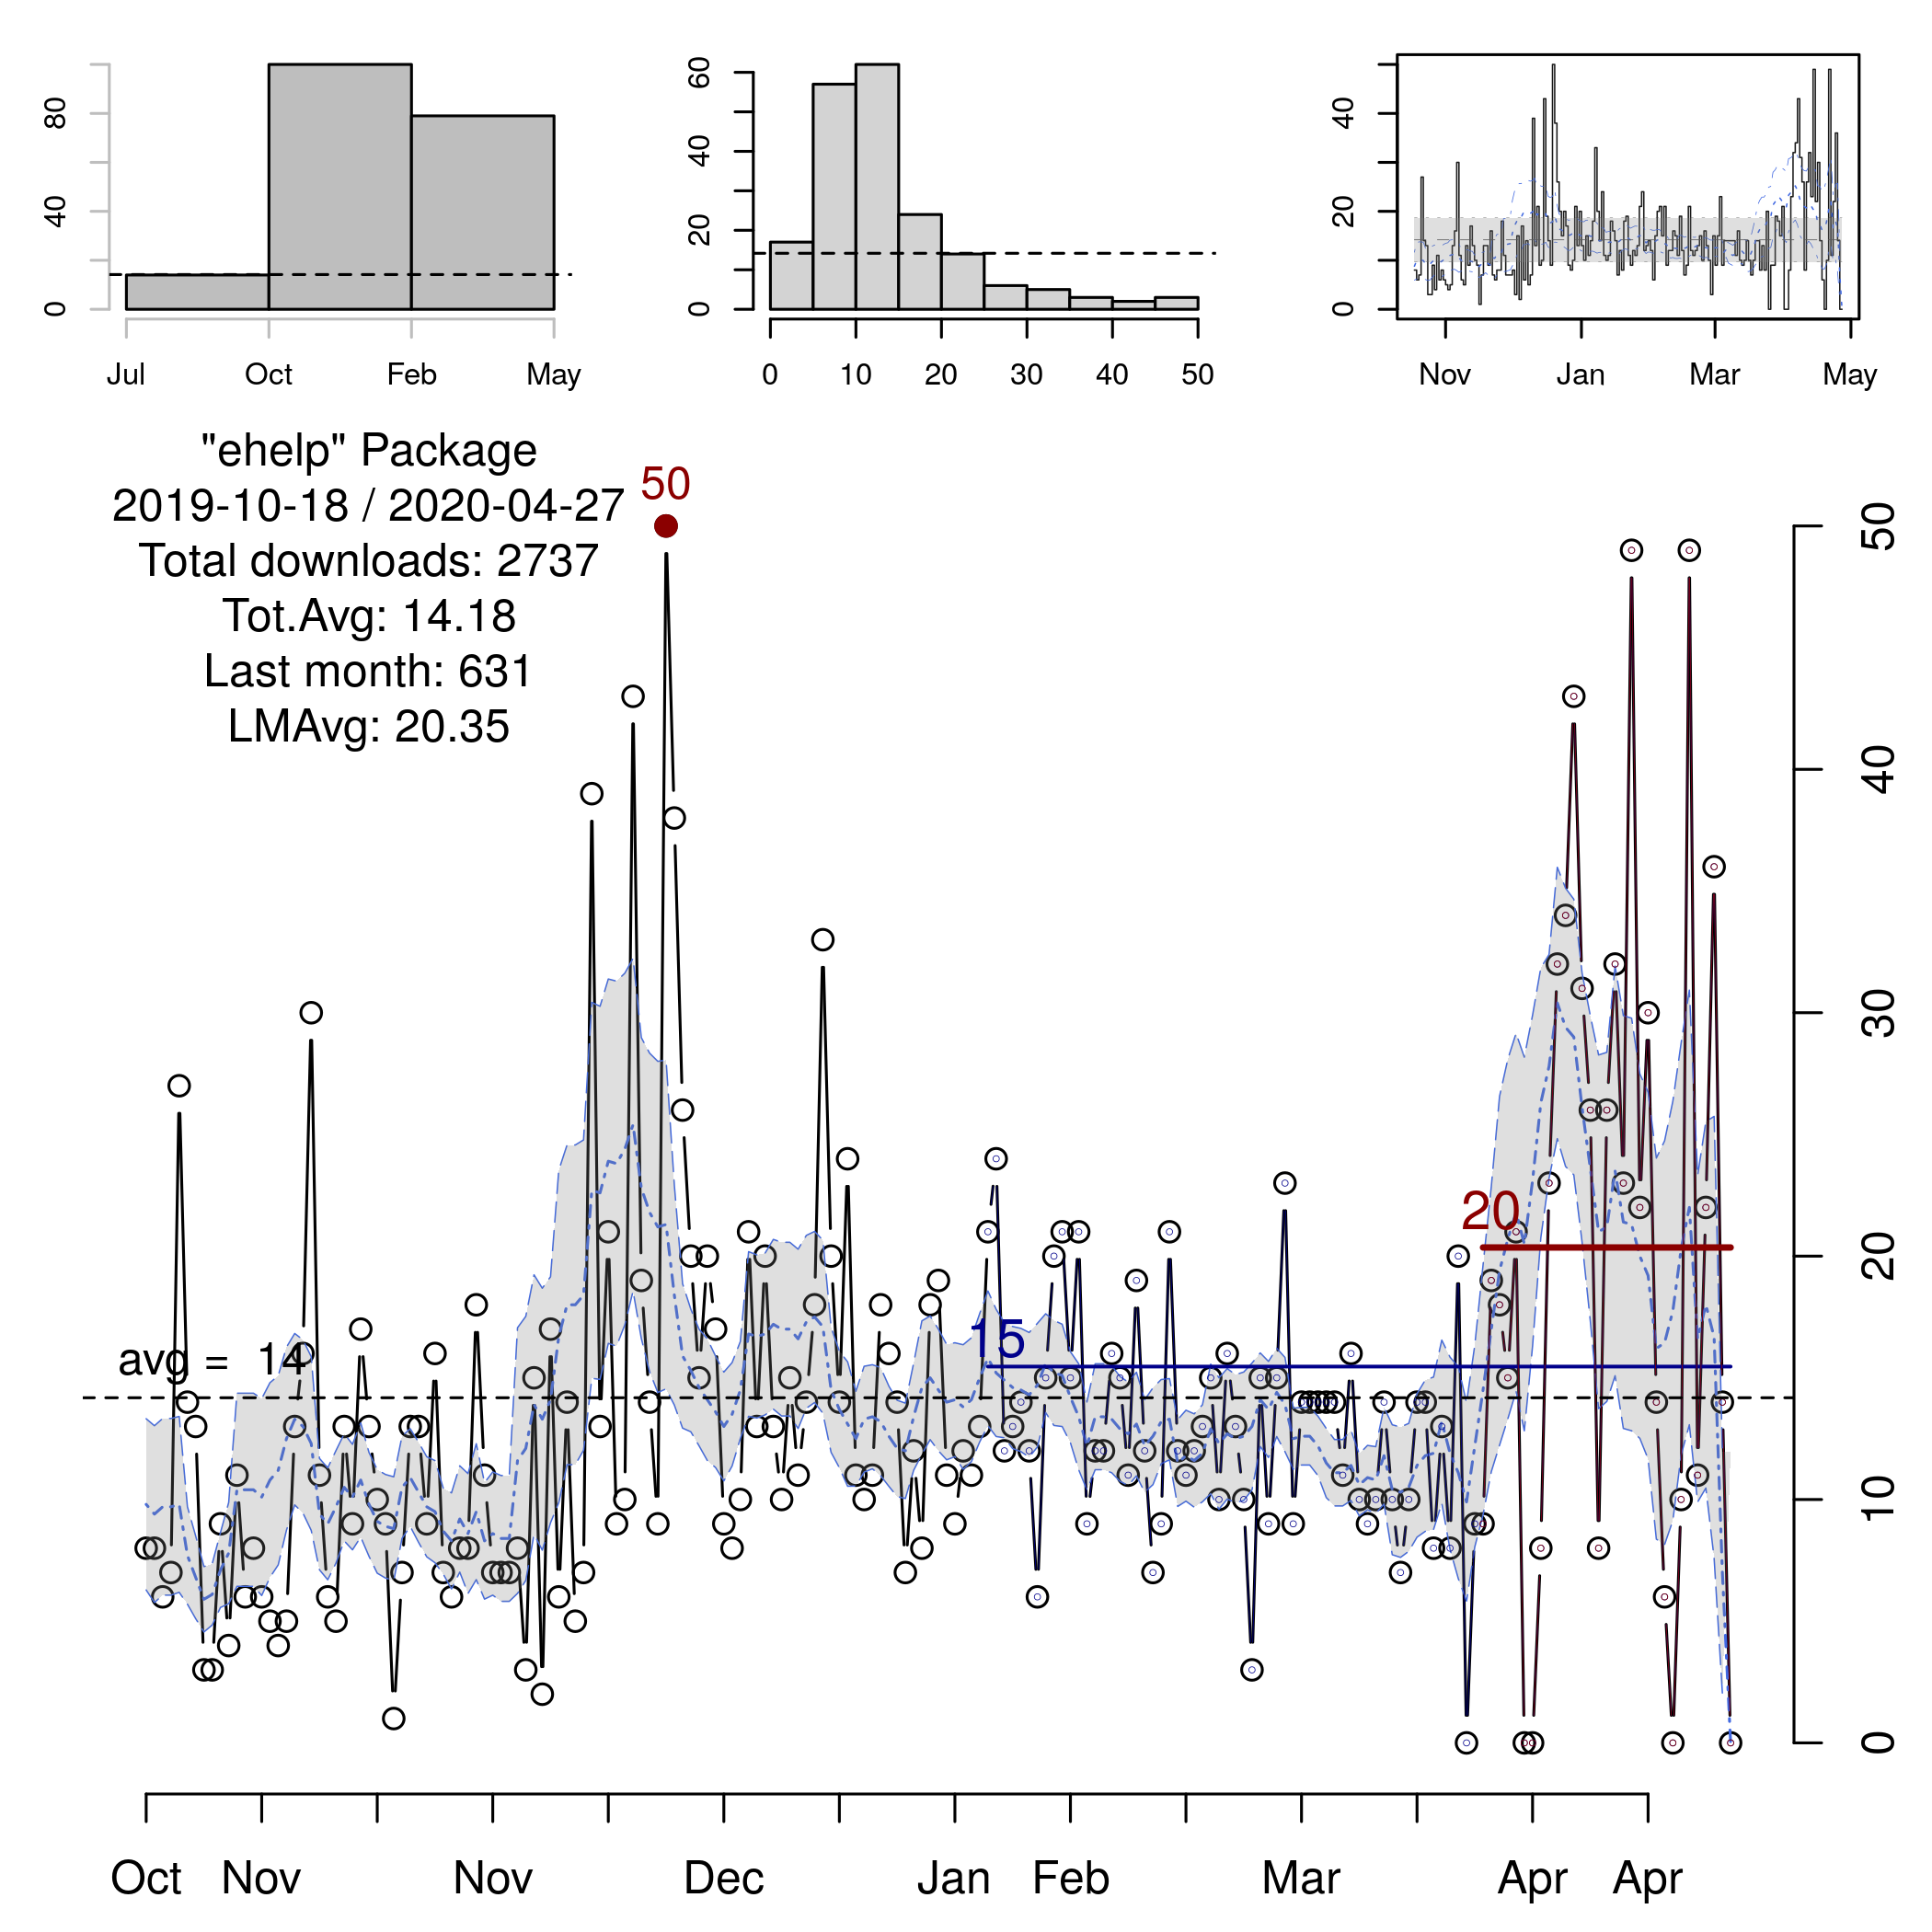 80
40
0
Jul Oct Feb May
60
40
20
0
0 10 20 30 40 50
40
20
0
Nov Jan Mar May
"ehelp" Package
2019-10-18 / 2020-04-27
Total downloads: 2737
Tot.Avg: 14.18
Last month: 631
LMAvg: 20.35
50
avg = 14
15
20
50
40
30
20
10
0
Oct Nov Nov Dec Jan Feb Mar Apr Apr